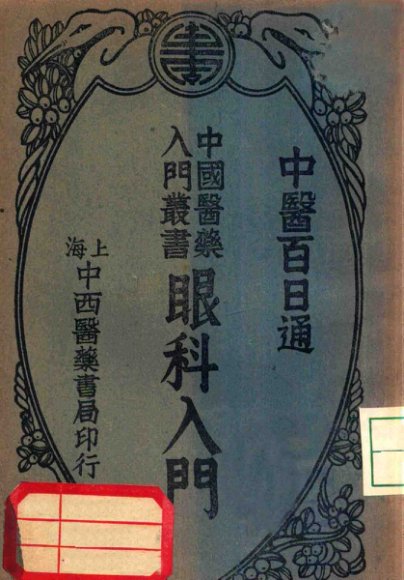 中醫百日通
中國醫藥
入門叢書
眼科入門
上海
中西醫藥書局印行